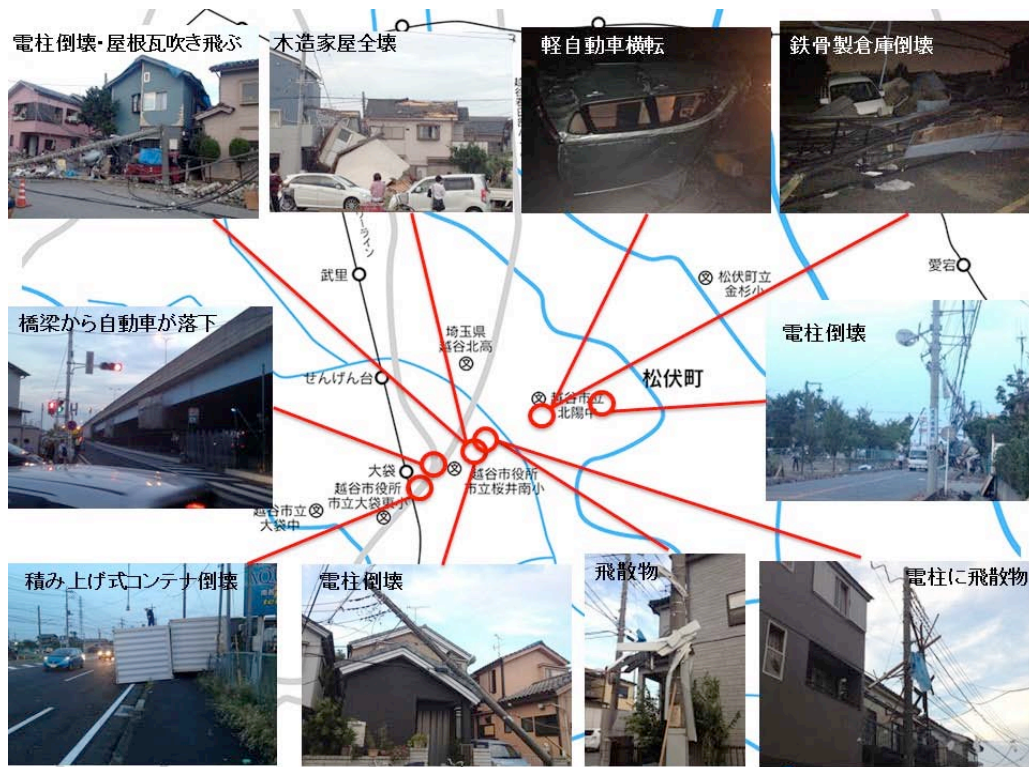 電柱倒壊・屋根瓦吹き飛ぶ
木造家屋全壊
軽自動車横転
鉄骨製倉庫倒壊
武里
松伏町立
金杉小
愛宕
橋梁から自動車が落下
埼玉県
越谷北高
電柱倒壊
せんげん台
松伏町
越谷市立
北陽中
大袋
越谷市役所
市立大袋東小
越谷市役所
市立桜井南小
越谷市立
大袋中
積み上げ式コンテナ倒壊
電柱倒壊
飛散物
電柱に飛散物